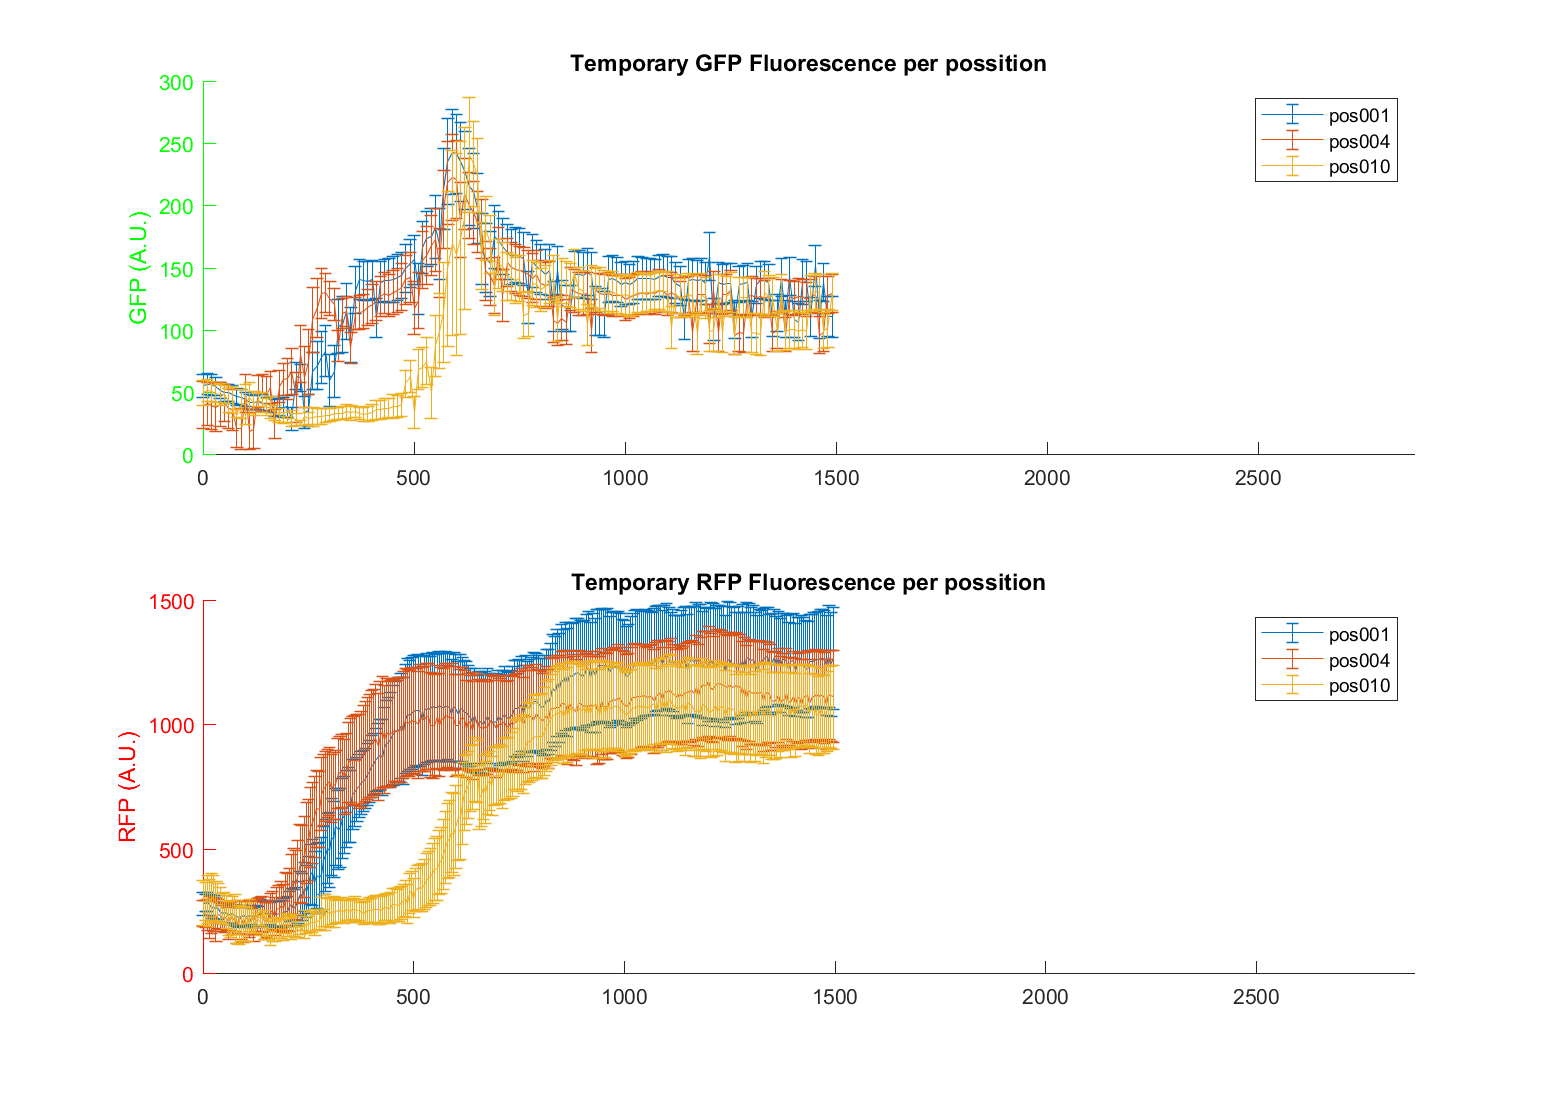 Temporary GFP Fluorescence per possition
GFP (A.U.)
300
250
200
150
100
50
0
0 500 1000 1500 2000 2500
pos001
pos004
pos010
Temporary RFP Fluorescence per possition
RFP (A.U.)
1500
1000
500
0
0 500 1000 1500 2000 2500
pos001
pos004
pos010